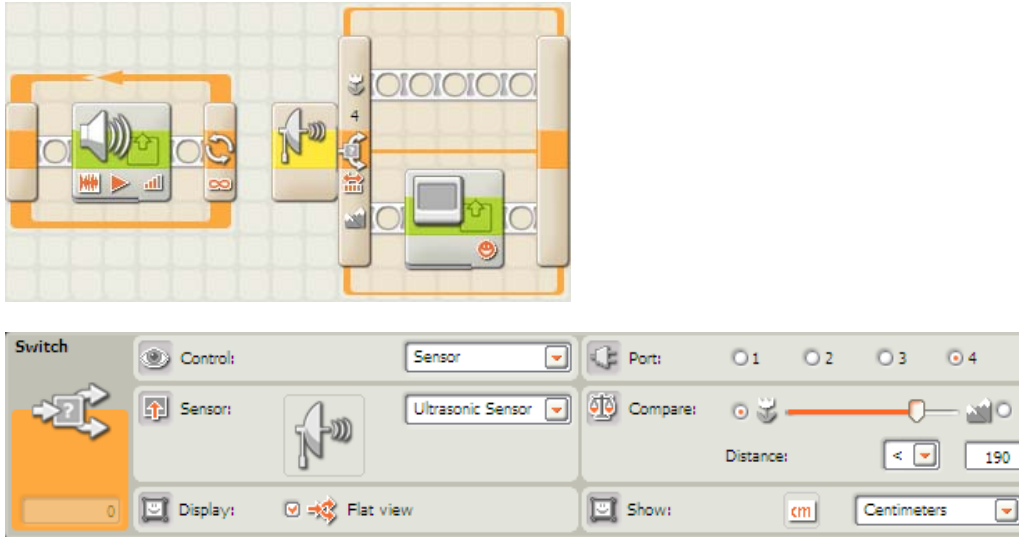 4
Switch
Control: Sensor Port: 1 2 3 4
Sensor: Ultrasonic Sensor Compare:
Distance: < 190
0 Display: Flat view Show: cm Centimeters